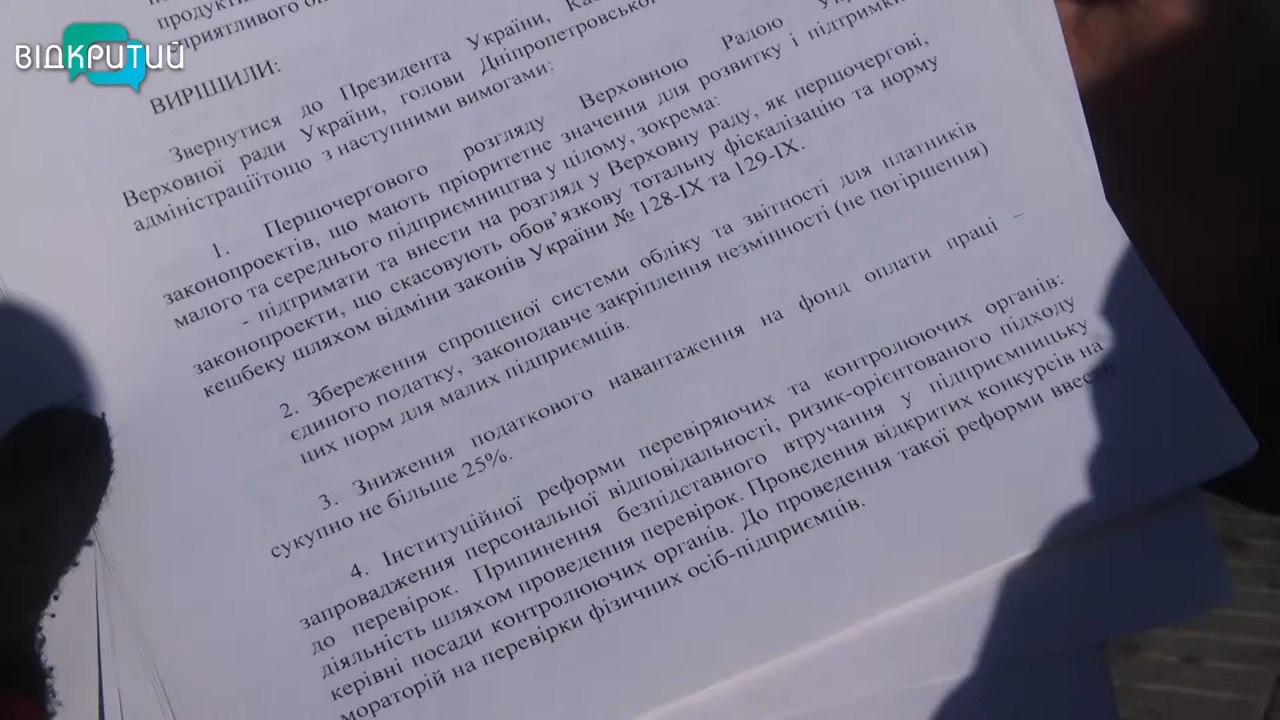 ВІДКРИТИЙ
приятливого
ВИРІШИЛИ:
Звернутися до Президента України,
Верховної ради України, голови Дніпропетровської
адміністраціїтощо з наступними вимогами:
1. Першочергового розгляду Верховною Радою
законопроектів, що мають пріоритетне значення для розвитку і підтримки
малого та середнього підприємництва у цілому, зокрема:
- підтримати та внести на розгляд у Верховну раду, як першочергові,
законопроекти, що скасовують обов’язкову тотальну фіскалізацію та норму
кешбеку шляхом відміни законів України № 128-IX та 129-IX.
2. Збереження спрощеної системи обліку та звітності для платників
єдиного податку, законодавче закріплення незмінності (не погіршення)
цих норм для малих підприємців.
3. Зниження податкового навантаження на фонд оплати праці –
сукупно не більше 25%.
4. Інституційної реформи перевіряючих та контролюючих органів:
запровадження персональної відповідальності, ризик-орієнтованого підходу
до перевірок. Припинення безпідставного втручання у підприємницьку
діяльність шляхом проведення перевірок. Проведення відкритих конкурсів на
керівні посади контролюючих органів. До проведення такої реформи ввести
мораторій на перевірки фізичних осіб-підприємців.